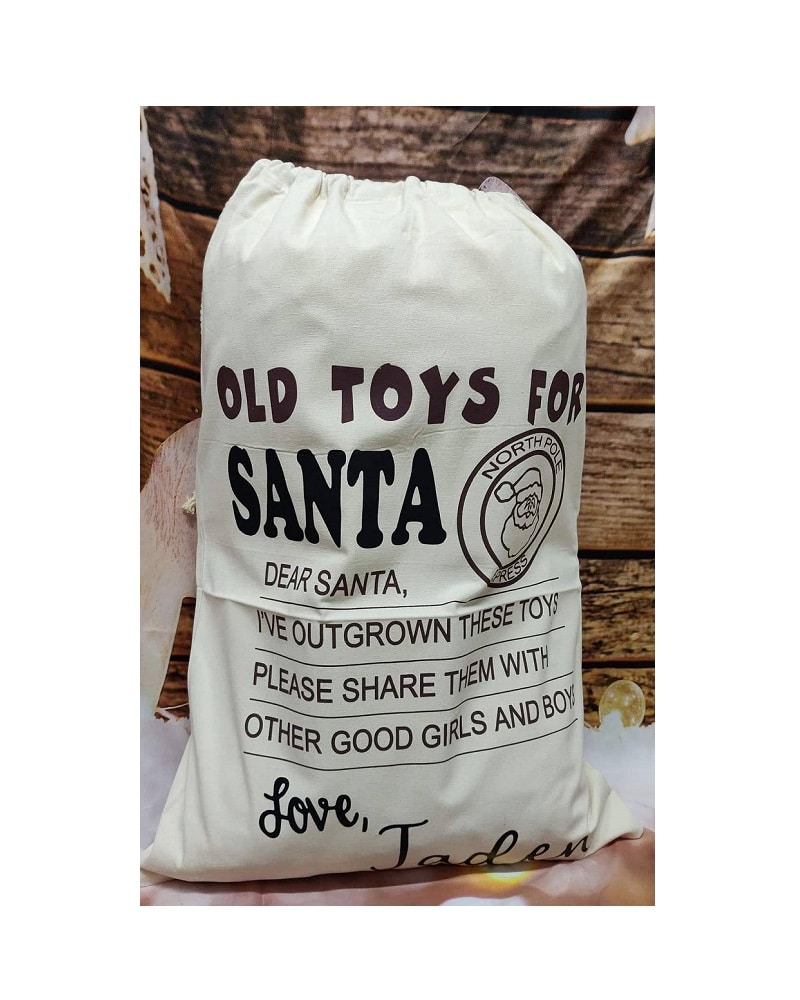 OLD TOYS FOR
SANTA
NORTH POLE
PRESS
DEAR SANTA,
I'VE OUTGROWN THESE TOYS
PLEASE SHARE THEM WITH
OTHER GOOD GIRLS AND BOYS
Love,
Jaden